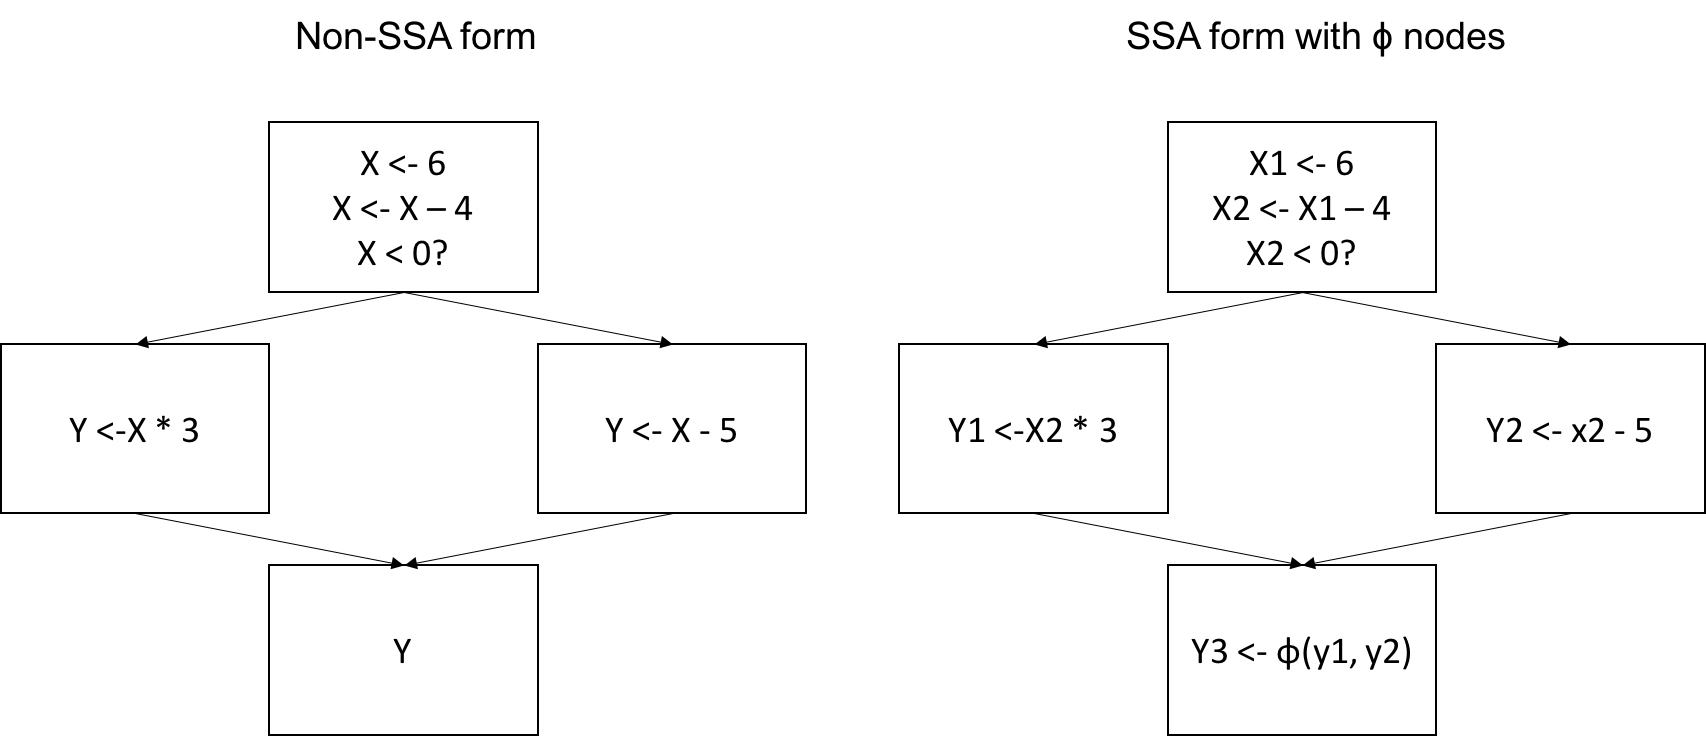 Non-SSA form
X <- 6
X <- X – 4
X < 0?
Y <-X * 3
Y <- X - 5
Y
SSA form with ϕ nodes
X1 <- 6
X2 <- X1 – 4
X2 < 0?
Y1 <-X2 * 3
Y2 <- x2 - 5
Y3 <- ϕ(y1, y2)